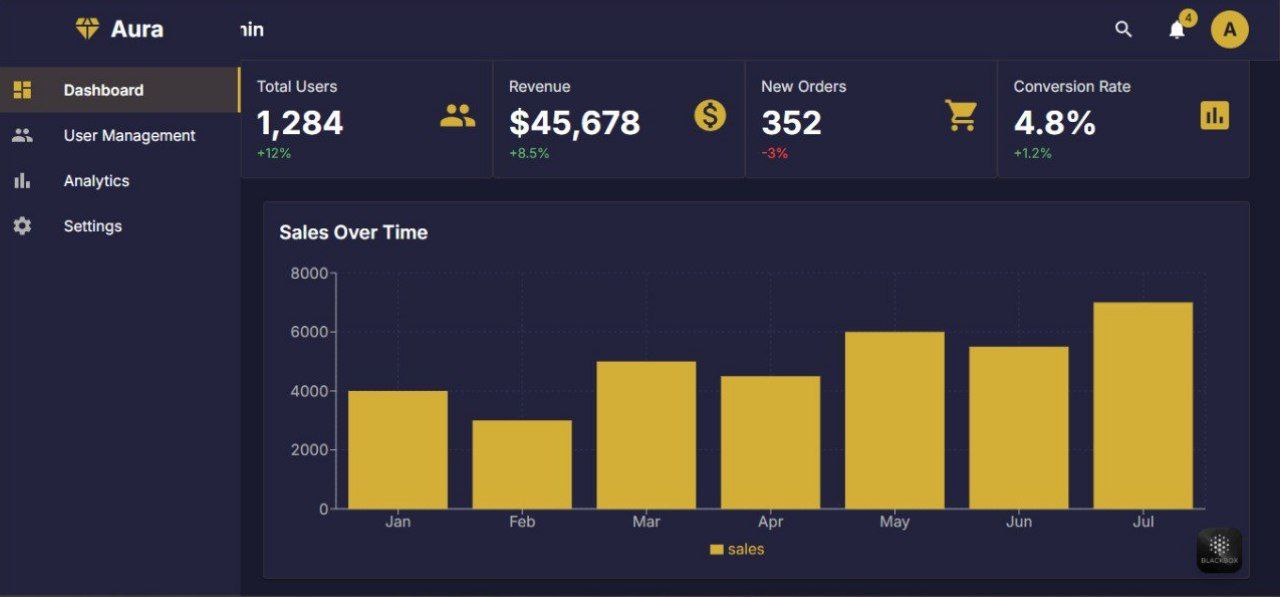 Aura
min
4
A
Dashboard
User Management
Analytics
Settings
Total Users
1,284
+12%
Revenue
$45,678
+8.5%
New Orders
352
-3%
Conversion Rate
4.8%
+1.2%
Sales Over Time
8000
6000
4000
2000
0
Jan Feb Mar Apr May Jun Jul
sales
BLACKBOX